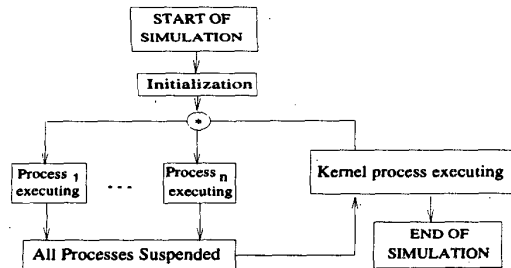 START OF
SIMULATION
Initialization
*
Process 1
executing
...
Process n
executing
Kernel process executing
All Processes Suspended
END OF
SIMULATION